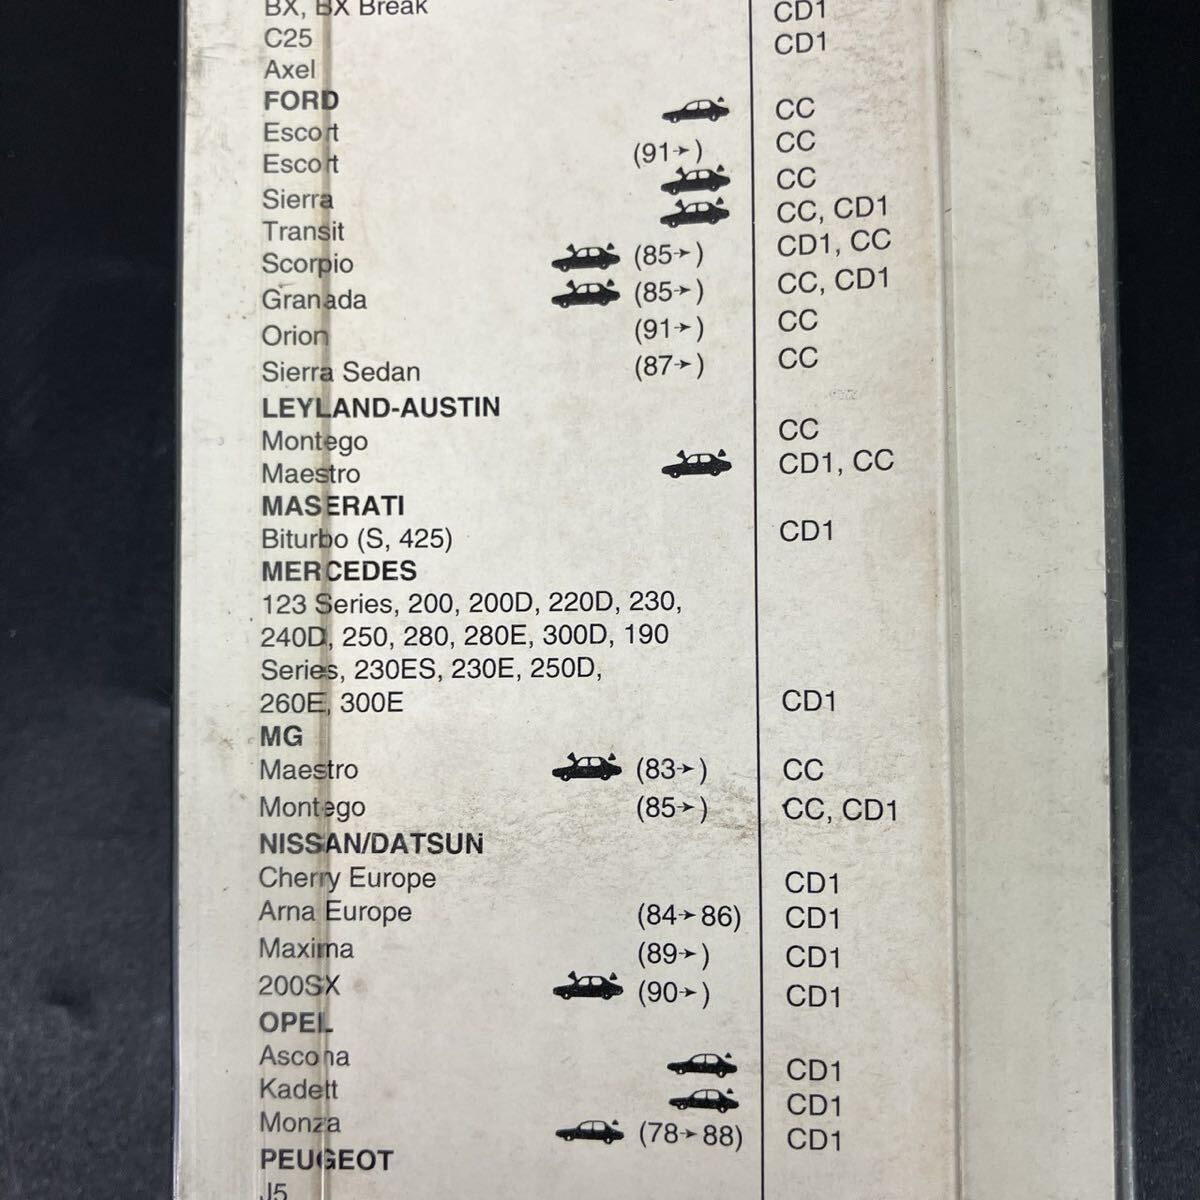 BX, BX Break
C25 CD1
Axel CD1
FORD
Escort CC
Escort (91→) CC
Sierra CC
Transit CC, CD1
Scorpio (85→) CD1, CC
Granada (85→) CC, CD1
Orion (91→) CC
Sierra Sedan (87→) CC
LEYLAND-AUSTIN
Montego CC
Maestro CD1, CC
MASERATI
Biturbo (S, 425) CD1
MERCEDES
123 Series, 200, 200D, 220D, 230,
240D, 250, 280, 280E, 300D, 190
Series, 230ES, 230E, 250D,
260E, 300E CD1
MG
Maestro (83→) CC
Montego (85→) CC, CD1
NISSAN/DATSUN
Cherry Europe CD1
Arna Europe (84→86) CD1
Maxima (89→) CD1
200SX (90→) CD1
OPEL
Ascona CD1
Kadett CD1
Monza (78→88) CD1
PEUGEOT
J5